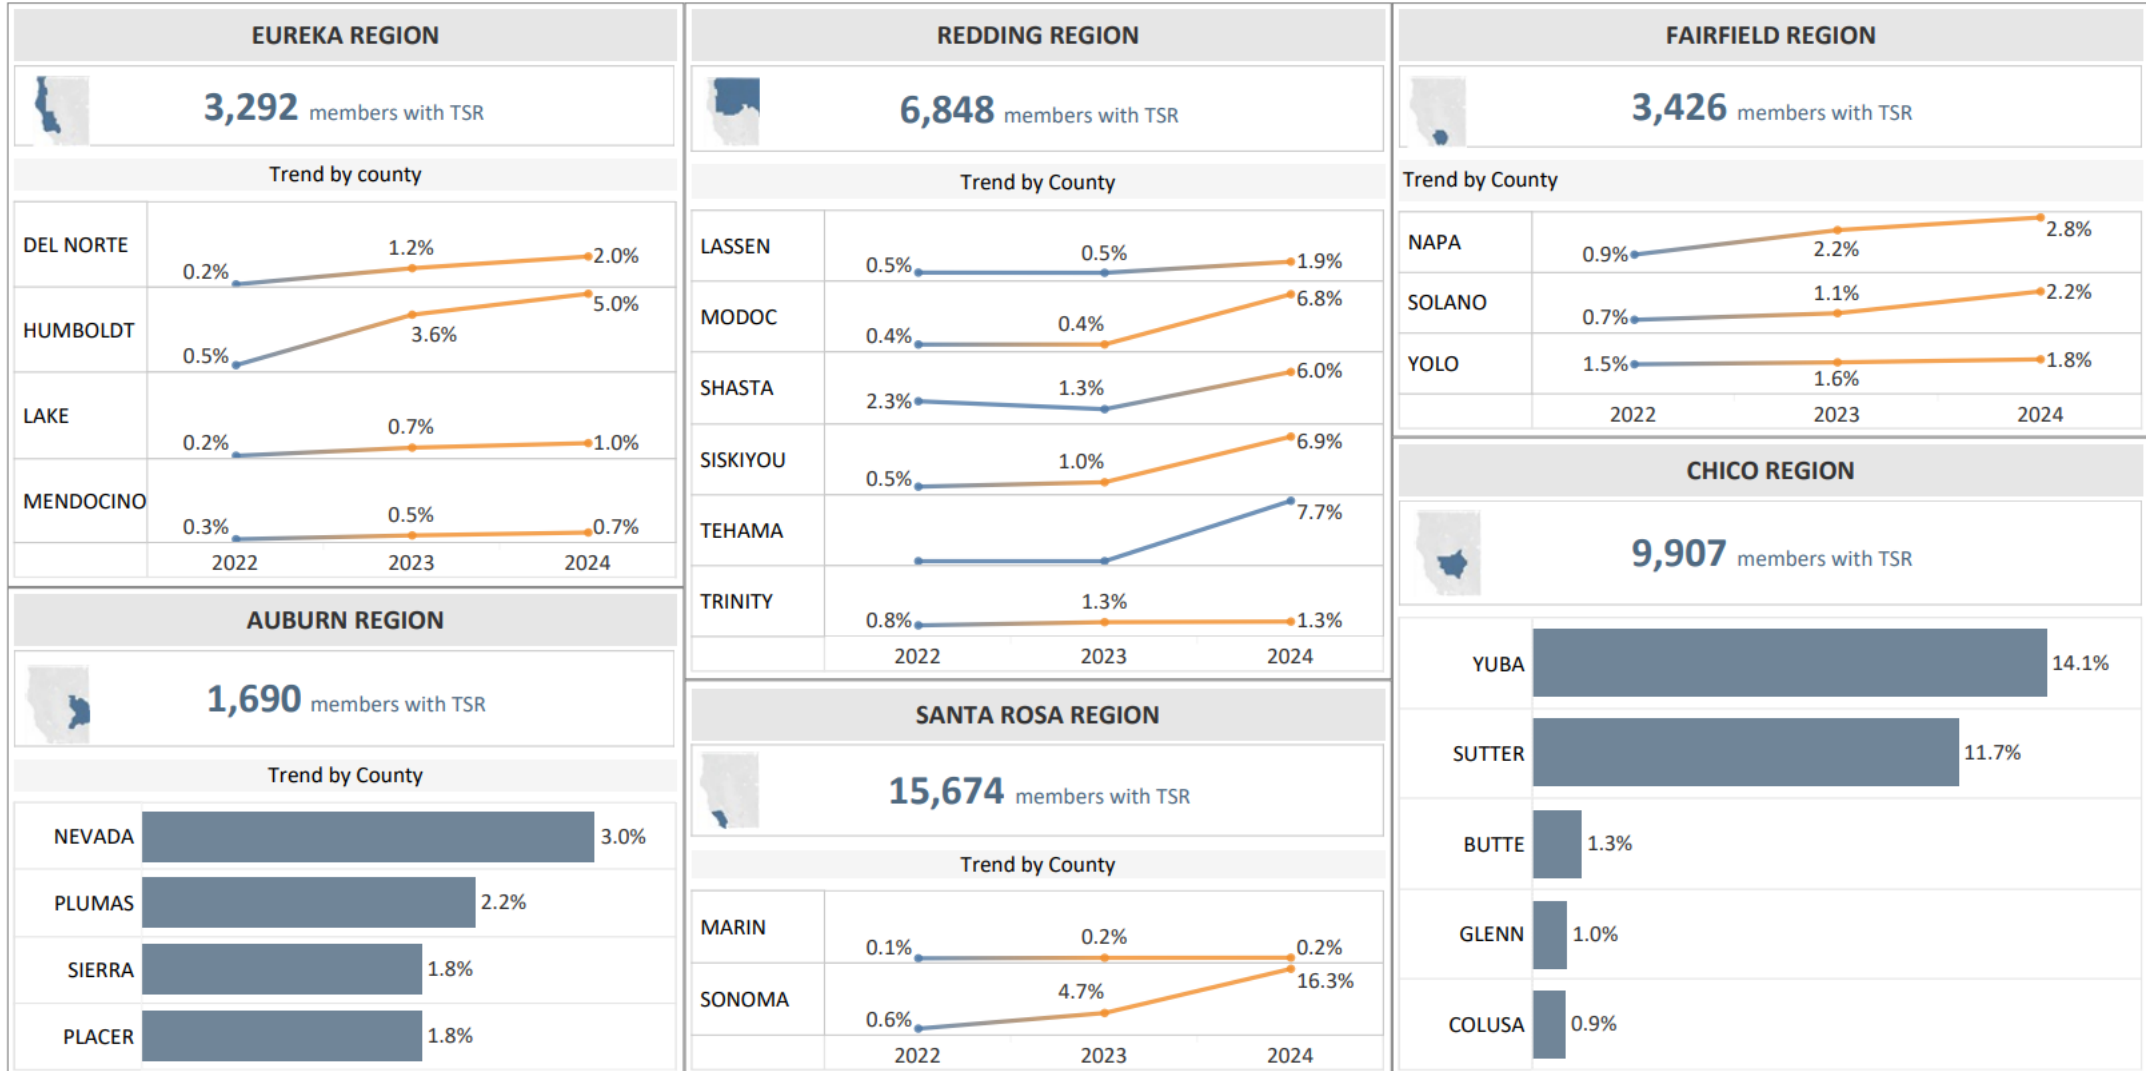 EUREKA REGION
3,292 members with TSR
Trend by county
DEL NORTE
0.2%
1.2%
2.0%
HUMBOLDT
0.5%
3.6%
5.0%
LAKE
0.2%
0.7%
1.0%
MENDOCINO
0.3%
0.5%
0.7%
2022 2023 2024
AUBURN REGION
1,690 members with TSR
Trend by County
NEVADA 3.0%
PLUMAS 2.2%
SIERRA 1.8%
PLACER 1.8%
REDDING REGION
6,848 members with TSR
Trend by County
LASSEN
0.5%
0.5%
1.9%
MODOC
0.4%
0.4%
6.8%
SHASTA
2.3%
1.3%
6.0%
SISKIYOU
0.5%
1.0%
6.9%
TEHAMA
7.7%
TRINITY
0.8%
1.3%
1.3%
2022 2023 2024
SANTA ROSA REGION
15,674 members with TSR
Trend by County
MARIN
0.1%
0.2%
0.2%
SONOMA
0.6%
4.7%
16.3%
2022 2023 2024
FAIRFIELD REGION
3,426 members with TSR
Trend by County
NAPA
0.9%
2.2%
2.8%
SOLANO
0.7%
1.1%
2.2%
YOLO
1.5%
1.6%
1.8%
2022 2023 2024
CHICO REGION
9,907 members with TSR
YUBA 14.1%
SUTTER 11.7%
BUTTE 1.3%
GLENN 1.0%
COLUSA 0.9%